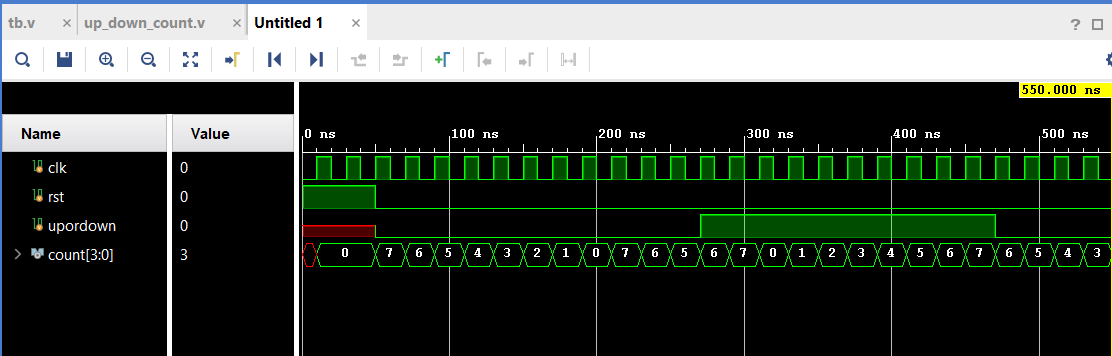 tb.v × up_down_count.v × Untitled 1 × ?
550.000 ns
Name Value 0 ns 100 ns 200 ns 300 ns 400 ns 500 ns
clk 0
rst 0
upordown 0
> count[3:0] 3 0 7 6 5 4 3 2 1 0 7 6 5 6 7 0 1 2 3 4 5 6 7 6 5 4 3